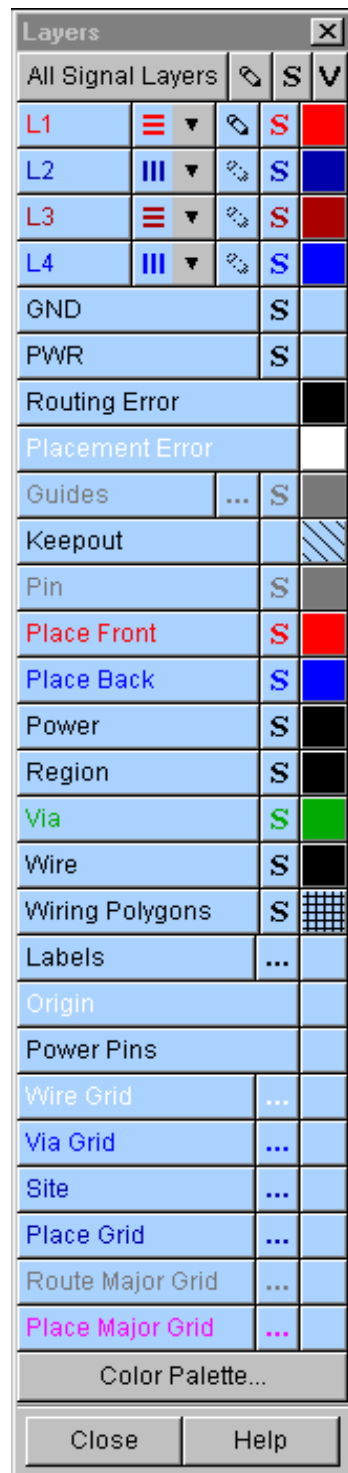 Layers
All Signal Layers S V
L1 S
L2 S
L3 S
L4 S
GND S
PWR S
Routing Error
Placement Error
Guides ... S
Keepout
Pin S
Place Front S
Place Back S
Power S
Region S
Via S
Wire S
Wiring Polygons S
Labels ...
Origin
Power Pins
Wire Grid ...
Via Grid ...
Site ...
Place Grid ...
Route Major Grid ...
Place Major Grid ...
Color Palette...
Close Help